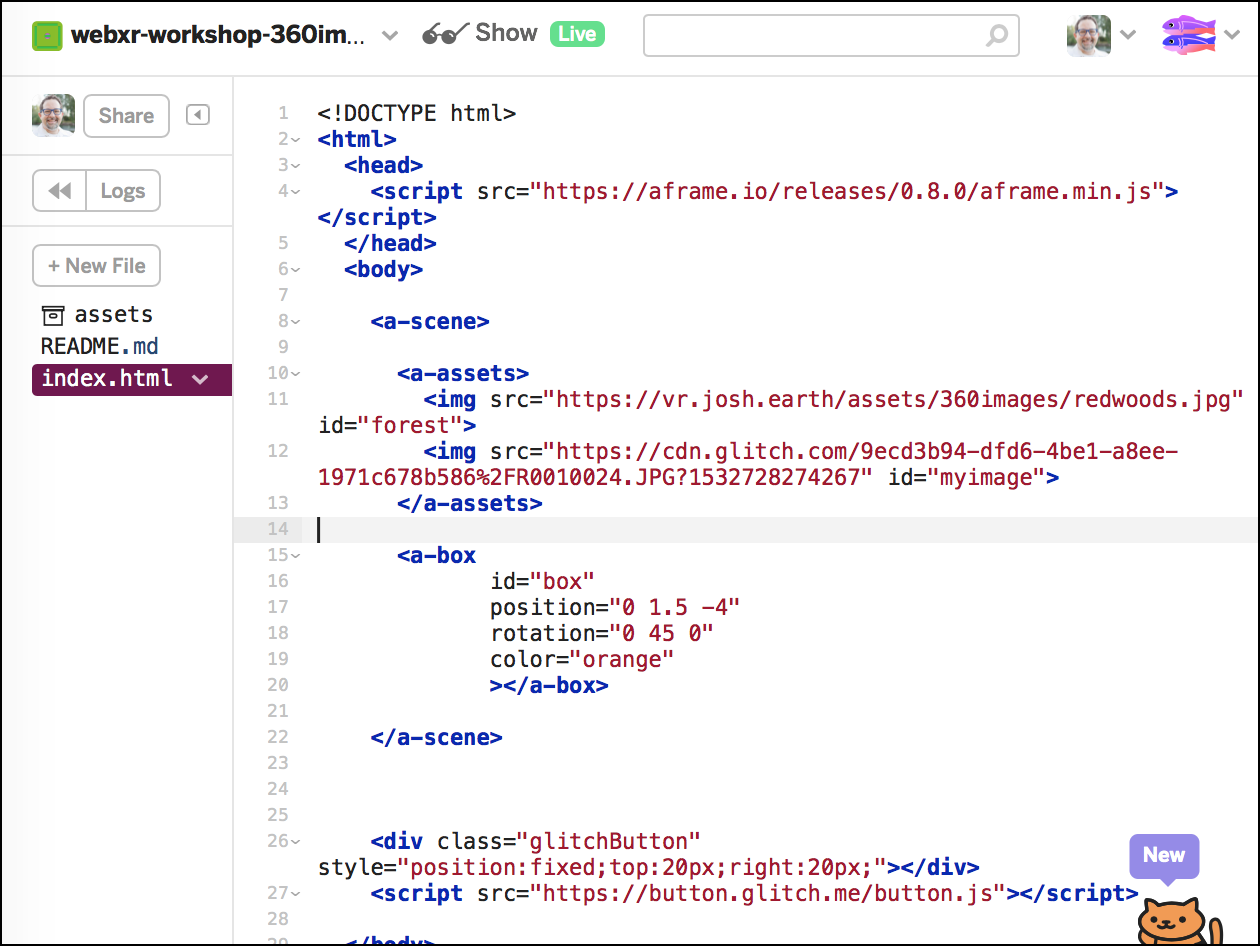 webxr-workshop-360im... Show Live
Share
Logs
+ New File
assets
README.md
index.html
1 <!DOCTYPE html>
2 <html>
3 <head>
4 <script src="https://aframe.io/releases/0.8.0/aframe.min.js">
</script>
5 </head>
6 <body>
7
8 <a-scene>
9
10 <a-assets>
11 <img src="https://vr.josh.earth/assets/360images/redwoods.jpg"
id="forest">
12 <img src="https://cdn.glitch.com/9ecd3b94-dfd6-4be1-a8ee-
1971c678b586%2FR0010024.JPG?1532728274267" id="myimage">
13 </a-assets>
14
15 <a-box
16 id="box"
17 position="0 1.5 -4"
18 rotation="0 45 0"
19 color="orange"
20 ></a-box>
21
22 </a-scene>
23
24
25
26 <div class="glitchButton"
style="position:fixed;top:20px;right:20px;"></div>
27 <script src="https://button.glitch.me/button.js"></script>
28
29 </body>
New